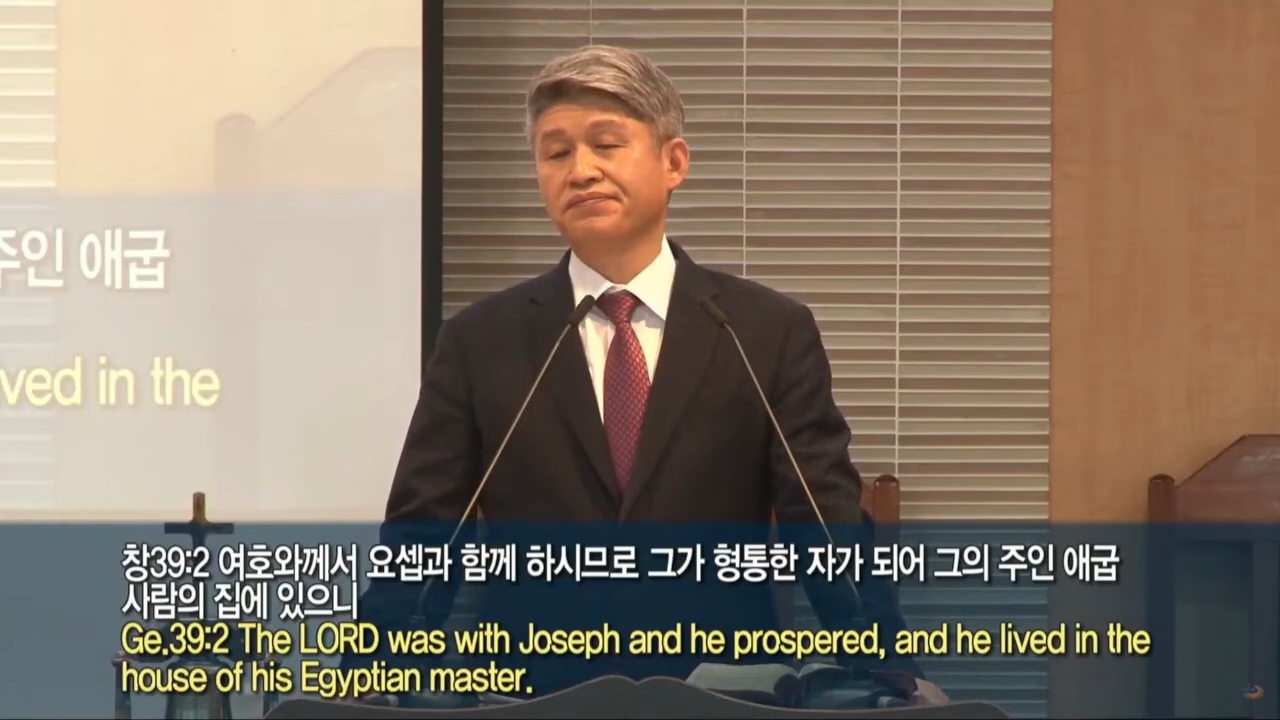 주인 애굽
ved in the
창39:2 여호와께서 요셉과 함께 하시므로 그가 형통한 자가 되어 그의 주인 애굽
사람의 집에 있으니
Ge.39:2 The LORD was with Joseph and he prospered, and he lived in the
house of his Egyptian master.